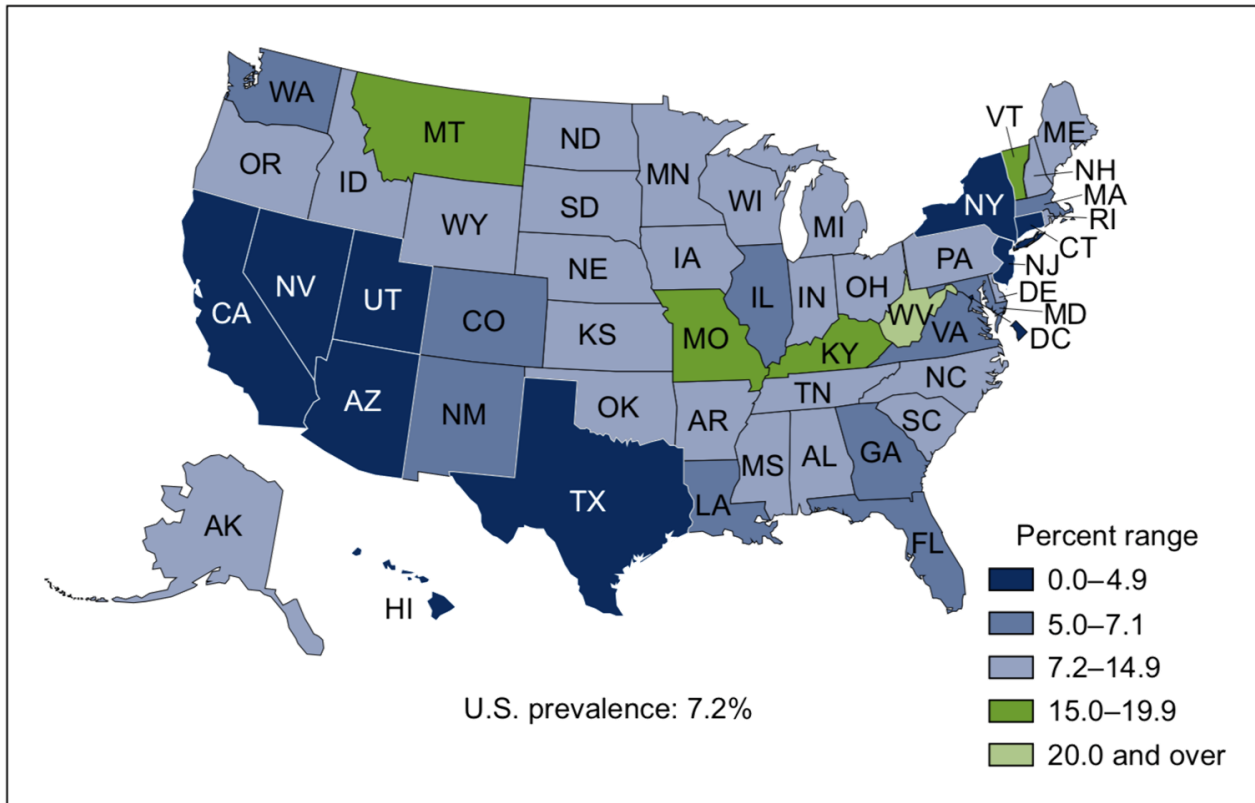 WA
MT
ND
MN
VT
ME
OR
ID
WY
SD
WI
MI
NY
NH
MA
RI
CT
NJ
NV
UT
CO
NE
IA
IL
IN
OH
PA
DE
MD
DC
CA
AZ
NM
KS
MO
KY
WV
VA
OK
AR
TN
NC
SC
TX
LA
MS
AL
GA
FL
AK
HI
Percent range
0.0–4.9
5.0–7.1
7.2–14.9
15.0–19.9
20.0 and over
U.S. prevalence: 7.2%